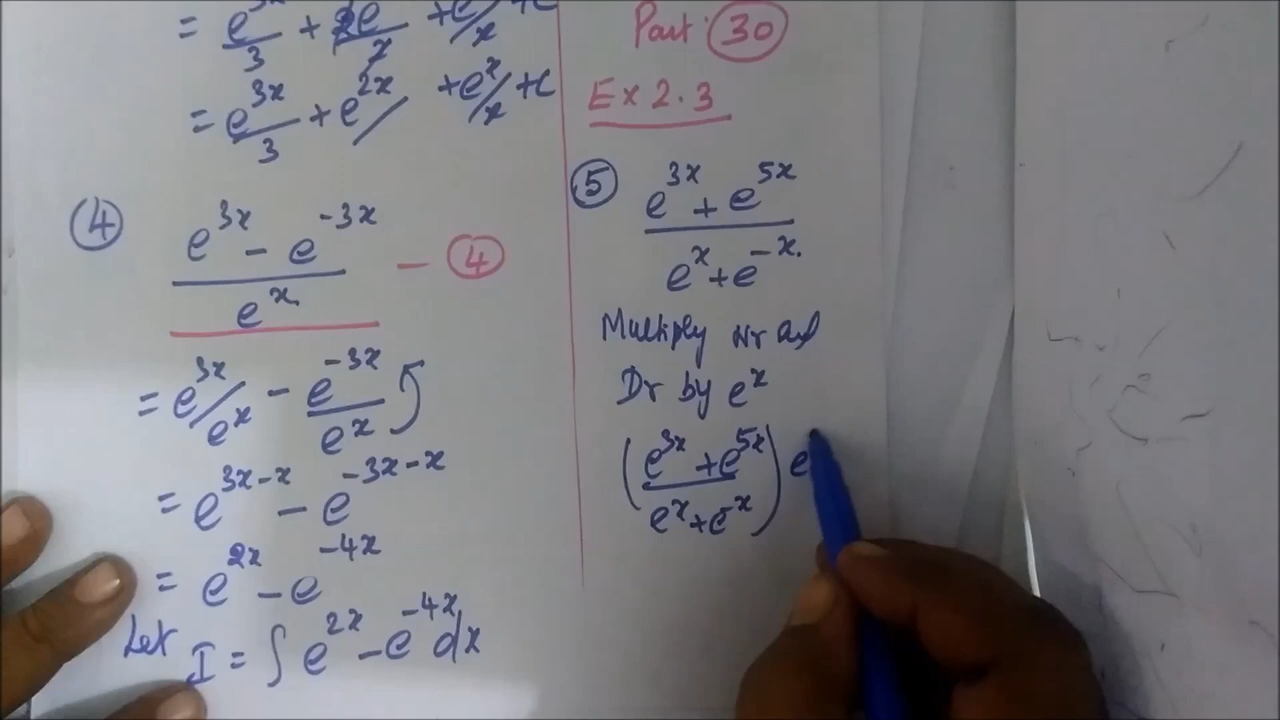 = e^3x/3 + 2e/x + e/x + c
= e^3x/3 + e^2x/ + e^x/x + c
④ (e^3x - e^-3x)/e^x. - ④
= e^3x/e^x - e^-3x/e^x
= e^3x-x - e^-3x-x
= e^2x - e^-4x
Let I = ∫ e^2x - e^-4x dx
Part: 30
Ex 2.3
⑤ (e^3x + e^5x)/(e^x + e^-x.)
Multiply Nr and
Dr by e^x
((e^3x + e^5x)/(e^x + e^-x)) e